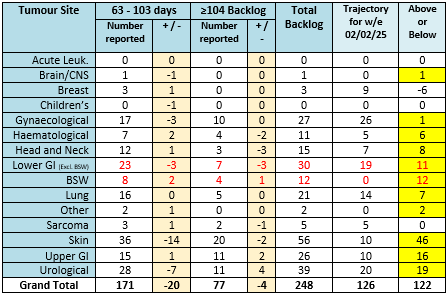 Tumour Site 63 - 103 days ≥104 Backlog Total Backlog Trajectory for w/e 02/02/25 Above or Below
Number reported + / - Number reported + / -
Acute Leuk. 0 0 0 0 0 0 0
Brain/CNS 1 -1 0 0 1 0 1
Breast 3 1 0 0 3 9 -6
Children's 0 -1 0 0 0 0 0
Gynaecological 17 -3 10 0 27 26 1
Haematological 7 2 4 -2 11 5 6
Head and Neck 12 1 3 -3 15 7 8
Lower GI (Excl. BSW) 23 -3 7 -3 30 19 11
BSW 8 2 4 1 12 0 12
Lung 16 0 5 0 21 14 7
Other 2 1 0 0 2 0 2
Sarcoma 3 1 2 -1 5 5 0
Skin 36 -14 20 -2 56 10 46
Upper GI 15 1 11 2 26 10 16
Urological 28 -7 11 4 39 20 19
Grand Total 171 -20 77 -4 248 126 122